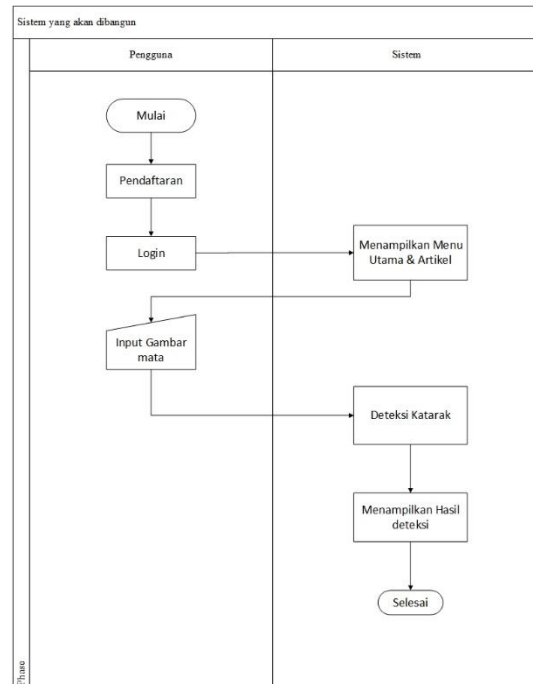 Sistem yang akan dibangun
Pengguna
Sistem
Mulai
Pendaftaran
Login
Menampilkan Menu
Utama & Artikel
Input Gambar
mata
Deteksi Katarak
Menampilkan Hasil
deteksi
Selesai
Phase